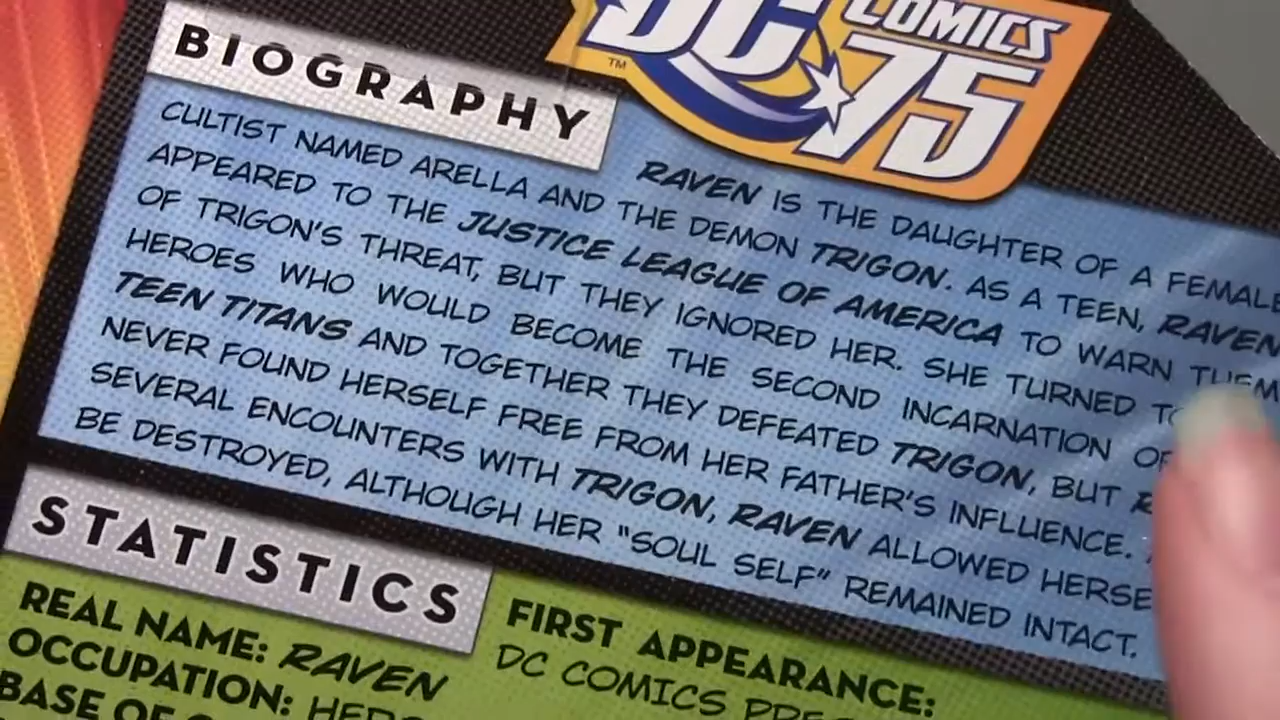 DC COMICS 75
TM
BIOGRAPHY
RAVEN IS THE DAUGHTER OF A FEMALE
CULTIST NAMED ARELLA AND THE DEMON TRIGON. AS A TEEN, RAVEN
APPEARED TO THE JUSTICE LEAGUE OF AMERICA TO WARN THEM
OF TRIGON'S THREAT, BUT THEY IGNORED HER. SHE TURNED TO
HEROES WHO WOULD BECOME THE SECOND INCARNATION OF
TEEN TITANS AND TOGETHER THEY DEFEATED TRIGON, BUT
NEVER FOUND HERSELF FREE FROM HER FATHER'S INFLUENCE.
SEVERAL ENCOUNTERS WITH TRIGON, RAVEN ALLOWED HERSE
BE DESTROYED, ALTHOUGH HER "SOUL SELF" REMAINED INTACT.
STATISTICS
REAL NAME: RAVEN
OCCUPATION:
BASE OF
FIRST APPEARANCE:
DC COMICS